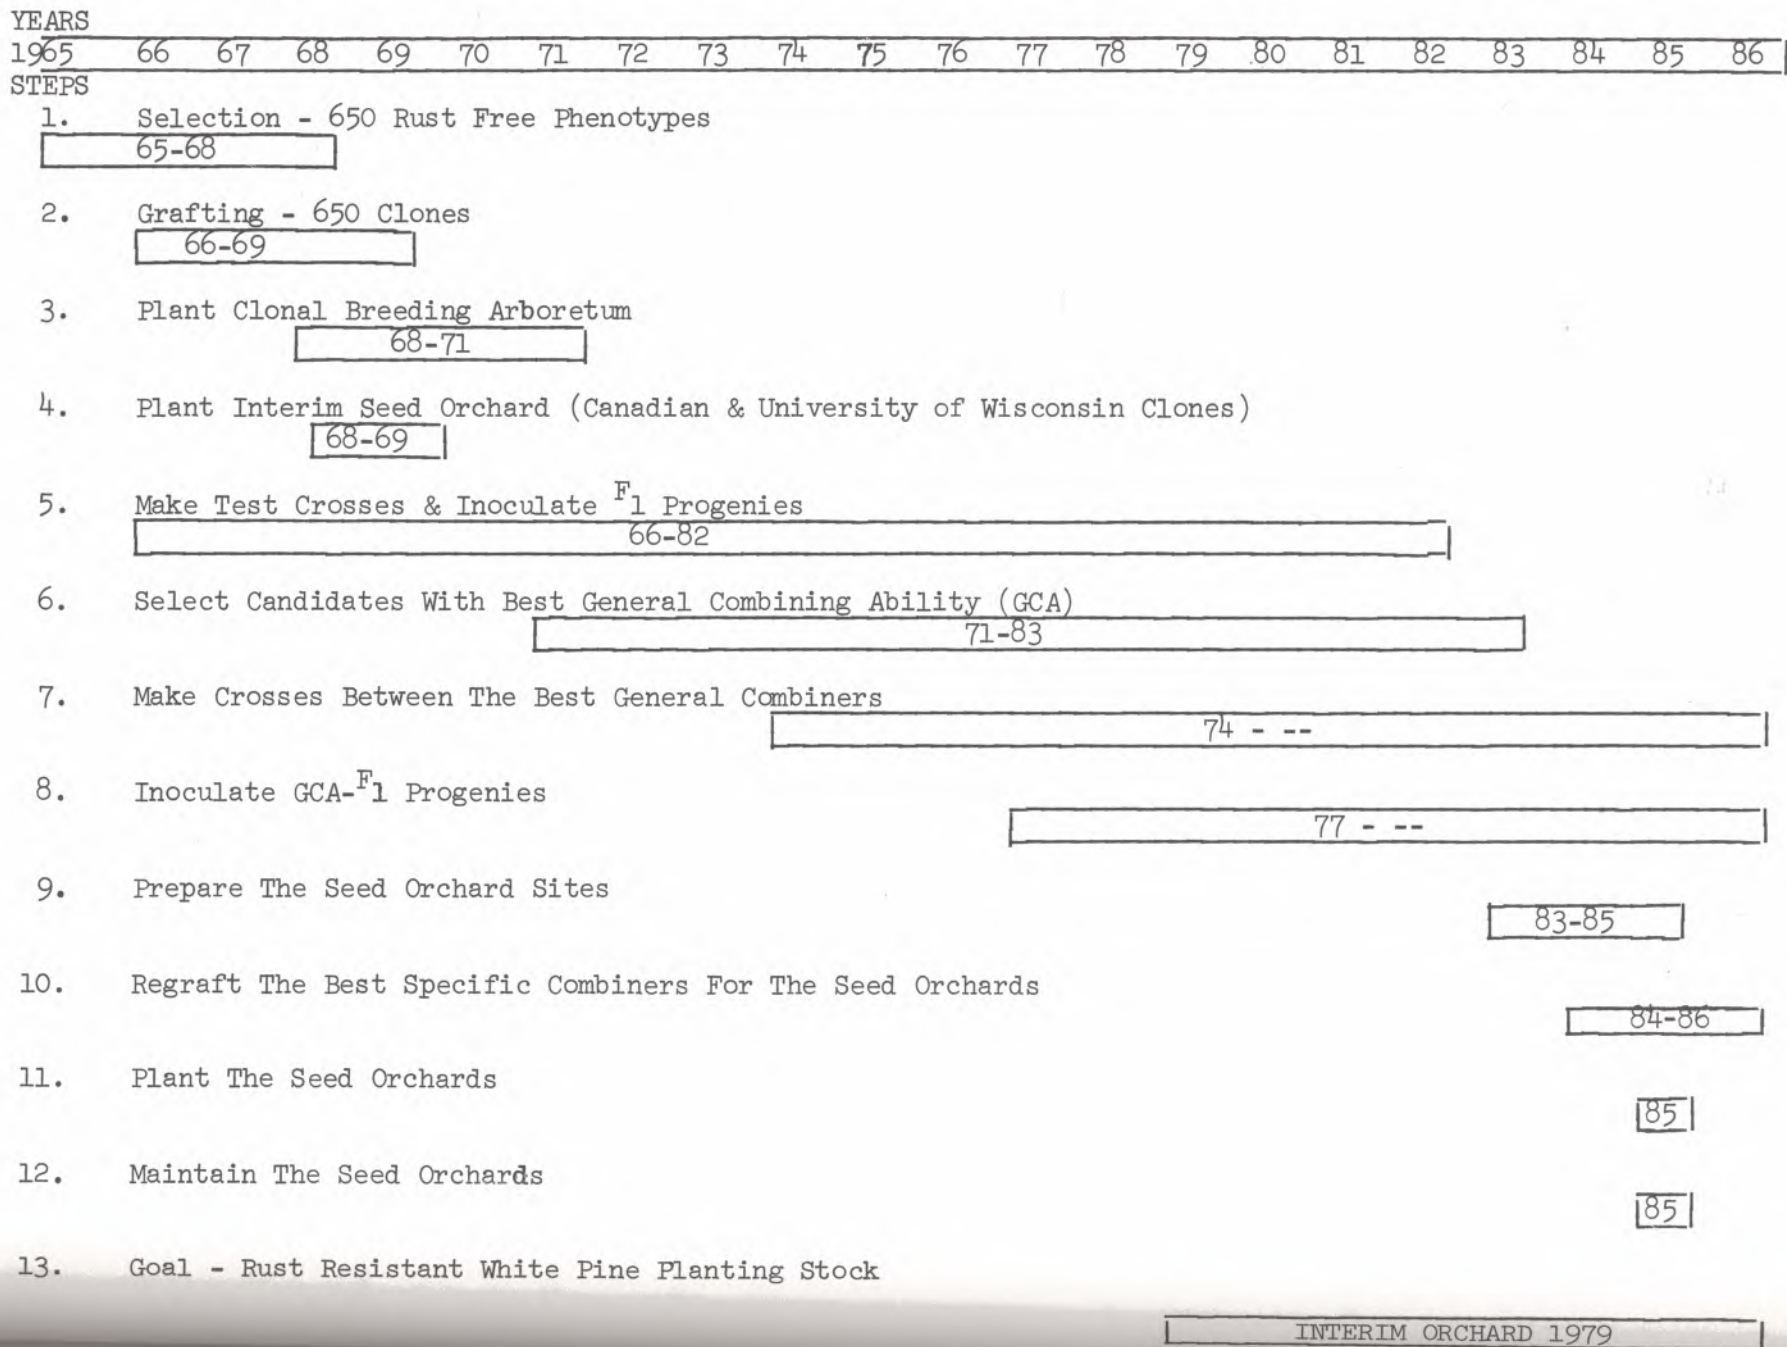 YEARS
1965 66 67 68 69 70 71 72 73 74 75 76 77 78 79 80 81 82 83 84 85 86
STEPS
1. Selection - 650 Rust Free Phenotypes
65-68
2. Grafting - 650 Clones
66-69
3. Plant Clonal Breeding Arboretum
68-71
4. Plant Interim Seed Orchard (Canadian & University of Wisconsin Clones)
68-69
5. Make Test Crosses & Inoculate F1 Progenies
66-82
6. Select Candidates With Best General Combining Ability (GCA)
71-83
7. Make Crosses Between The Best General Combiners
74 - --
8. Inoculate GCA-F1 Progenies
77 - --
9. Prepare The Seed Orchard Sites
83-85
10. Regraft The Best Specific Combiners For The Seed Orchards
84-86
11. Plant The Seed Orchards
85
12. Maintain The Seed Orchards
85
13. Goal - Rust Resistant White Pine Planting Stock
INTERIM ORCHARD 1979